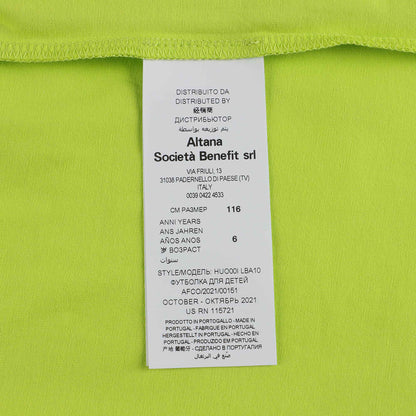 DISTRIBUITO DA
DISTRIBUTED BY
经销商
ДИСТРИБЬЮТОР
يتم توزيعه بواسطة
Altana
Società Benefit srl
VIA FRIULI, 13
31038 PADERNELLO DI PAESE (TV)
ITALY
0039 0422 4533
CM РАЗМЕР 116
ANNI YEARS
ANS JAHREN
AÑOS ANOS 6
岁 ВОЗРАСТ
سنوات
STYLE/МОДЕЛЬ: HU000I LBA10
ФУТБОЛКА ДЛЯ ДЕТЕЙ
AFCO/2021/00151
OCTOBER - ОКТЯБРЬ 2021
US RN 115721
PRODOTTO IN PORTOGALLO - MADE IN
PORTUGAL - FABRIQUE EN PORTUGAL
HERGESTELLT IN PORTUGAL - HECHO EN
PORTUGAL - PRODUZIDO EM PORTUGAL
产地 葡萄牙 - СДЕЛАНО В ПОРТУГАЛИИ
صنع في البرتغال